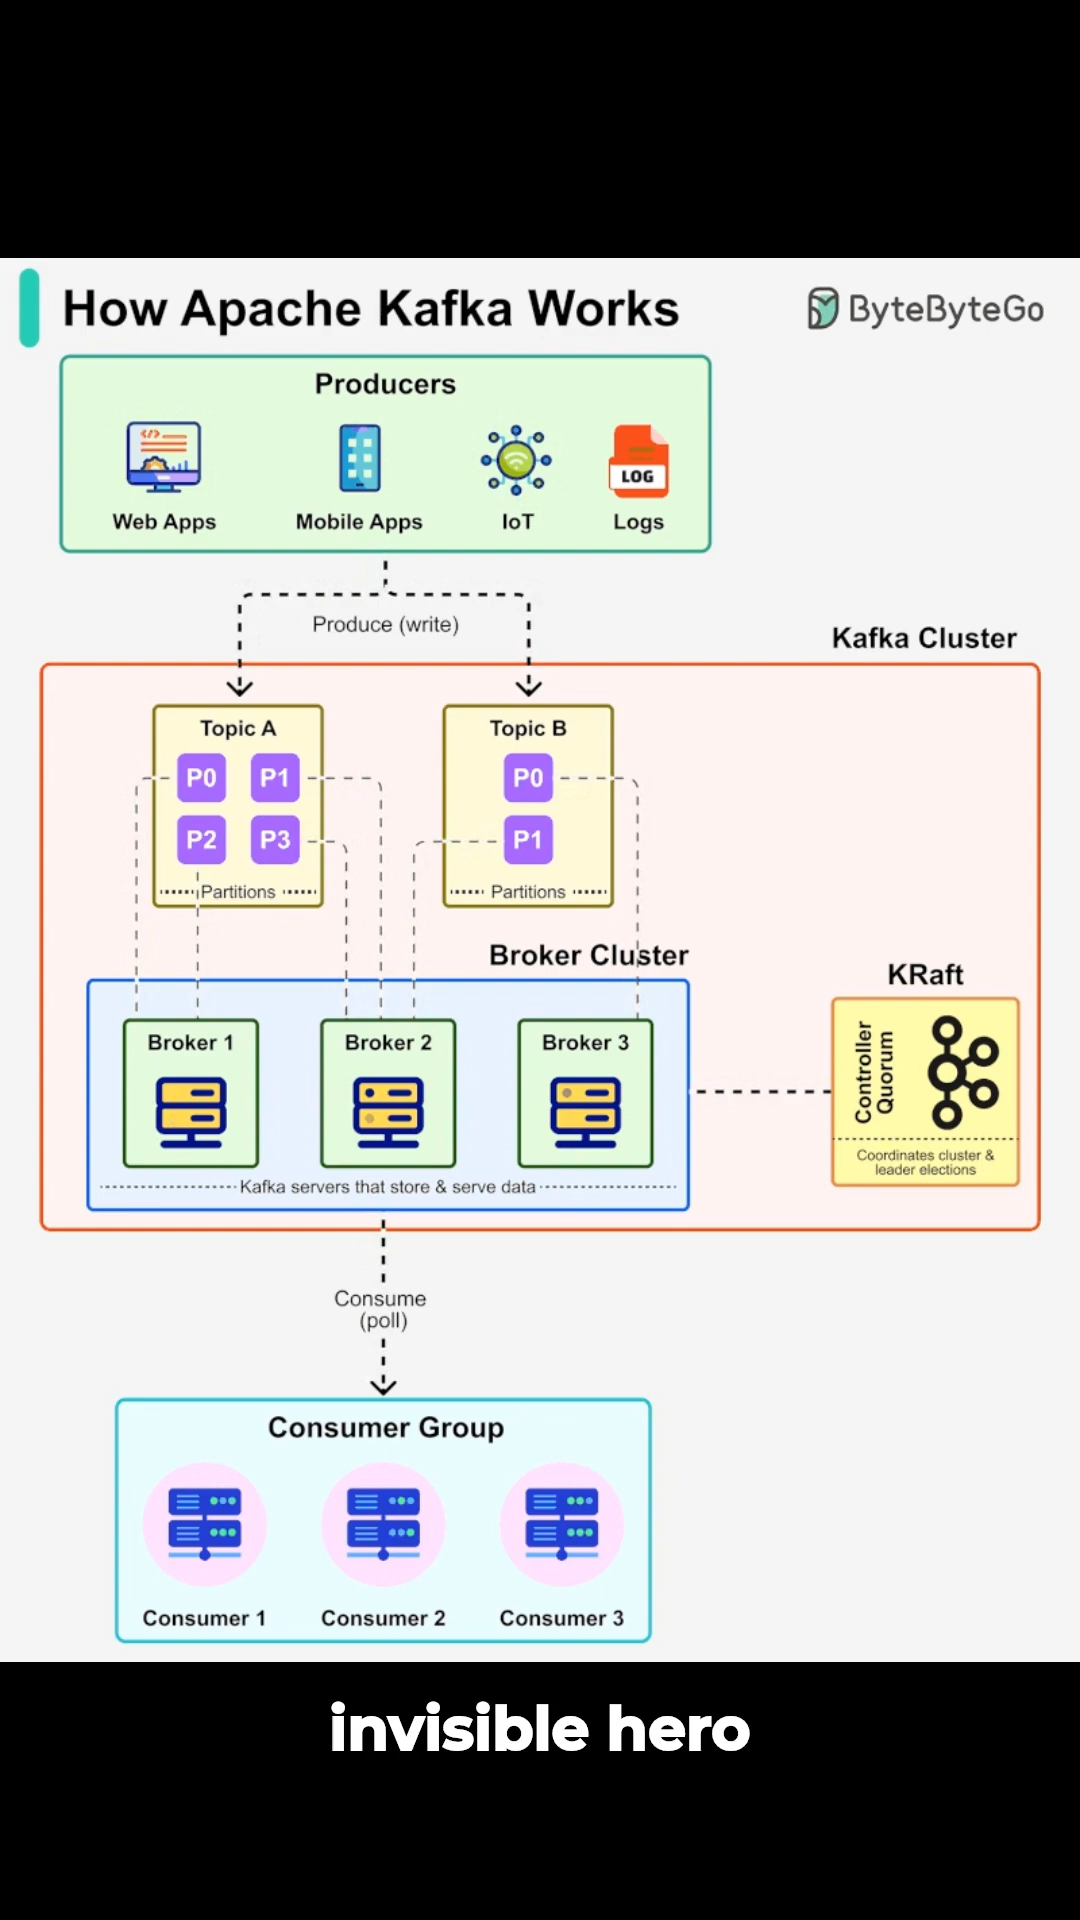 How Apache Kafka Works
ByteByteGo
Producers
</>
LOG
Web Apps
Mobile Apps
IoT
Logs
Produce (write)
Kafka Cluster
Topic A
P0
P1
P2
P3
Partitions
Topic B
P0
P1
Partitions
Broker Cluster
Broker 1
Broker 2
Broker 3
Kafka servers that store & serve data
KRaft
Controller
Quorum
Coordinates cluster &
leader elections
Consume
(poll)
Consumer Group
Consumer 1
Consumer 2
Consumer 3
invisible hero